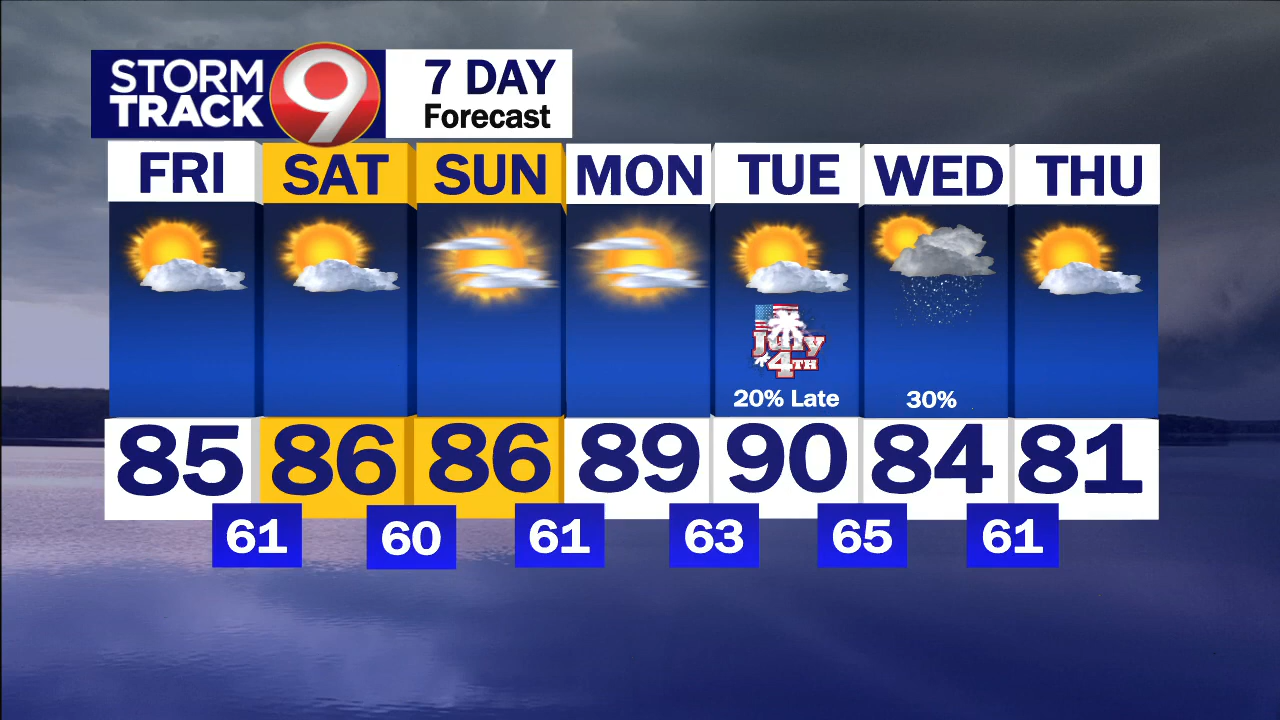 STORM
TRACK
9
7 DAY
Forecast
FRI SAT SUN MON TUE WED THU
July
4TH
20% Late 30%
85 86 86 89 90 84 81
61 60 61 63 65 61